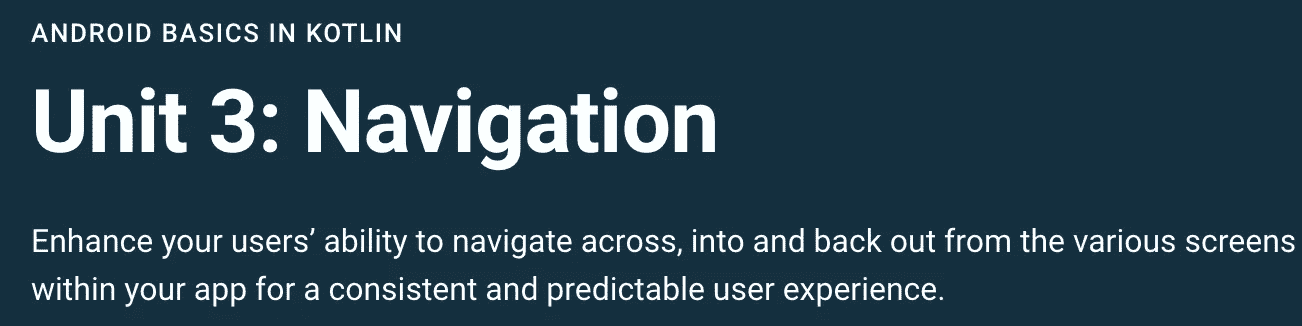 ANDROID BASICS IN KOTLIN
Unit 3: Navigation
Enhance your users’ ability to navigate across, into and back out from the various screens
within your app for a consistent and predictable user experience.